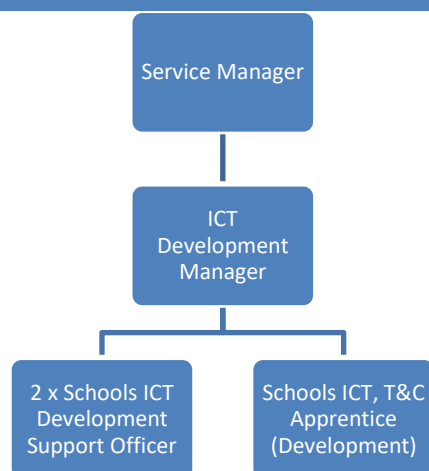 Service Manager
ICT
Development
Manager
2 x Schools ICT
Development
Support Officer
Schools ICT, T&C
Apprentice
(Development)